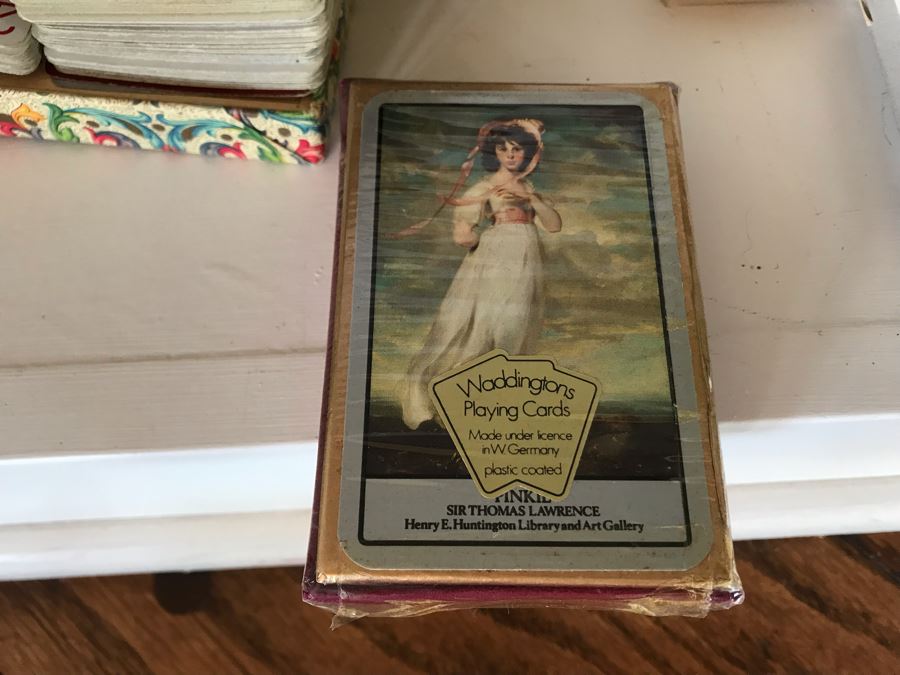 Waddingtons
Playing Cards
Made under licence
in W. Germany
plastic coated
PINKIE
SIR THOMAS LAWRENCE
Henry E. Huntington Library and Art Gallery